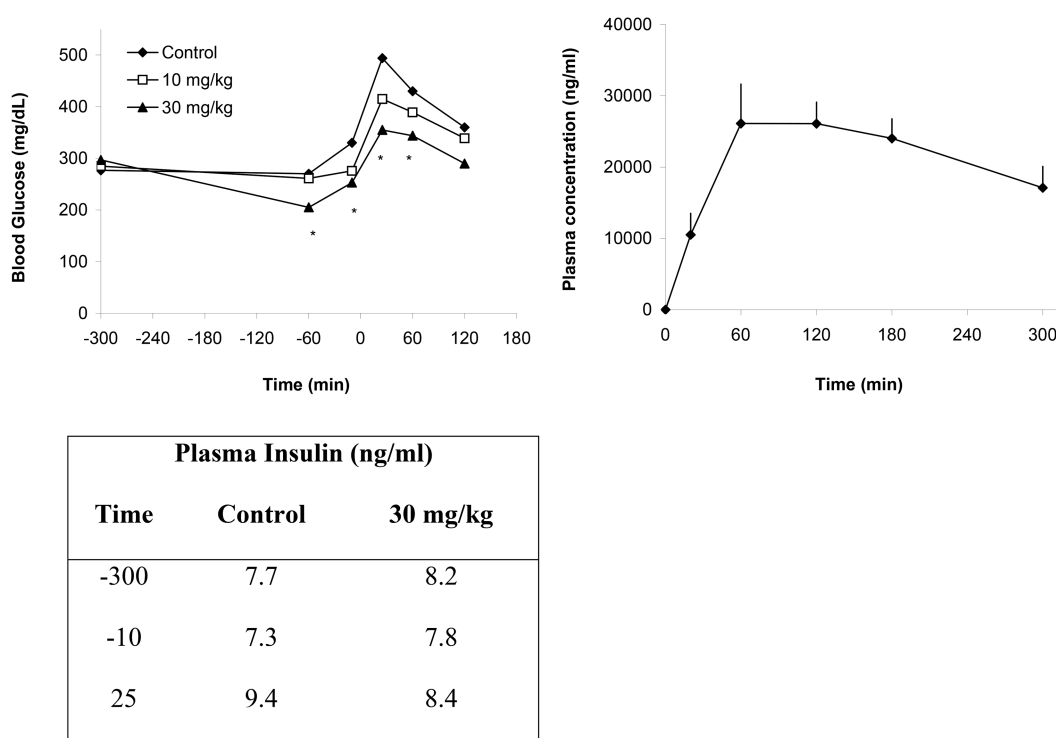 Blood Glucose (mg/dL)
500
400
300
200
100
0
Control
10 mg/kg
30 mg/kg
*
*
*
*
-300 -240 -180 -120 -60 0 60 120 180
Time (min)
Plasma concentration (ng/ml)
40000
30000
20000
10000
0
0 60 120 180 240 300
Time (min)
Plasma Insulin (ng/ml)
Time Control 30 mg/kg
-300 7.7 8.2
-10 7.3 7.8
25 9.4 8.4